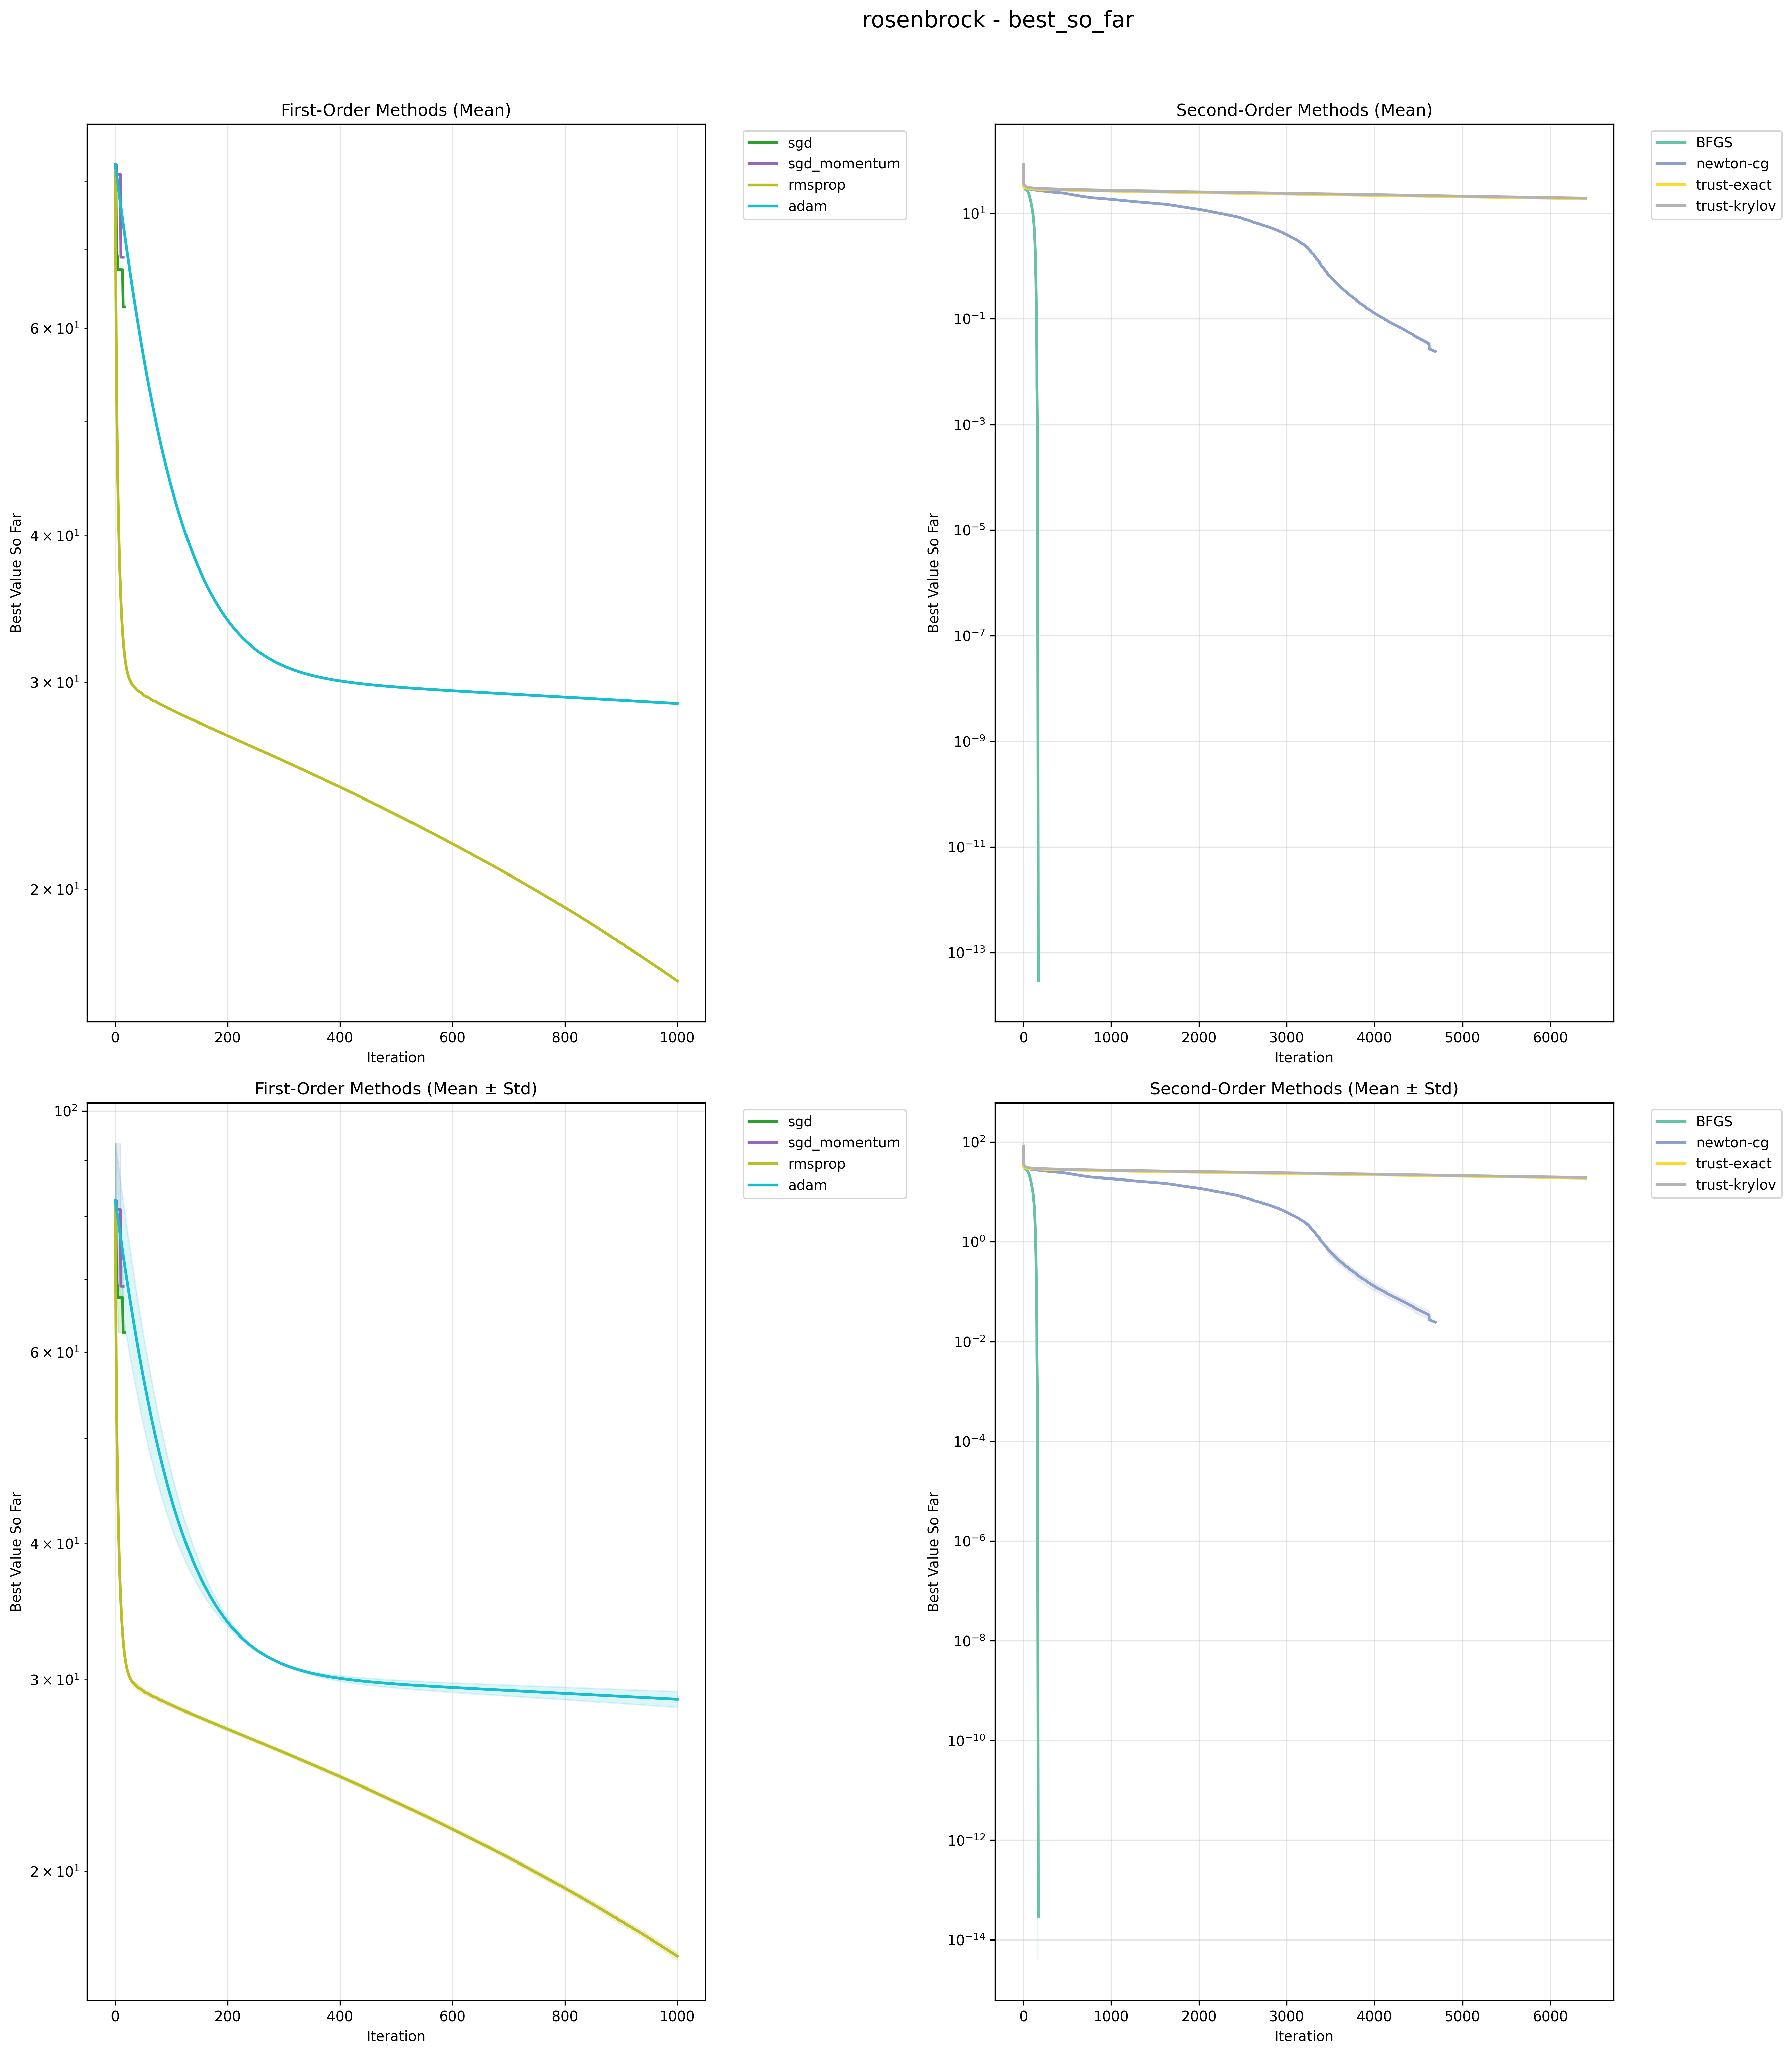 rosenbrock - best_so_far
First-Order Methods (Mean)
Best Value So Far
6 × 10¹
4 × 10¹
3 × 10¹
2 × 10¹
0 200 400 600 800 1000
Iteration
sgd
sgd_momentum
rmsprop
adam
Second-Order Methods (Mean)
Best Value So Far
10¹
10⁻¹
10⁻³
10⁻⁵
10⁻⁷
10⁻⁹
10⁻¹¹
10⁻¹³
0 1000 2000 3000 4000 5000 6000
Iteration
BFGS
newton-cg
trust-exact
trust-krylov
First-Order Methods (Mean ± Std)
Best Value So Far
10²
6 × 10¹
4 × 10¹
3 × 10¹
2 × 10¹
0 200 400 600 800 1000
Iteration
sgd
sgd_momentum
rmsprop
adam
Second-Order Methods (Mean ± Std)
Best Value So Far
10²
10⁰
10⁻²
10⁻⁴
10⁻⁶
10⁻⁸
10⁻¹⁰
10⁻¹²
10⁻¹⁴
0 1000 2000 3000 4000 5000 6000
Iteration
BFGS
newton-cg
trust-exact
trust-krylov